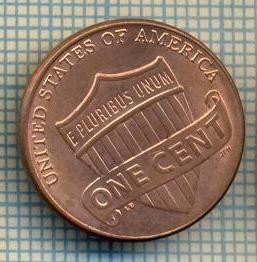 UNITED STATES OF AMERICA
E PLURIBUS UNUM
ONE CENT